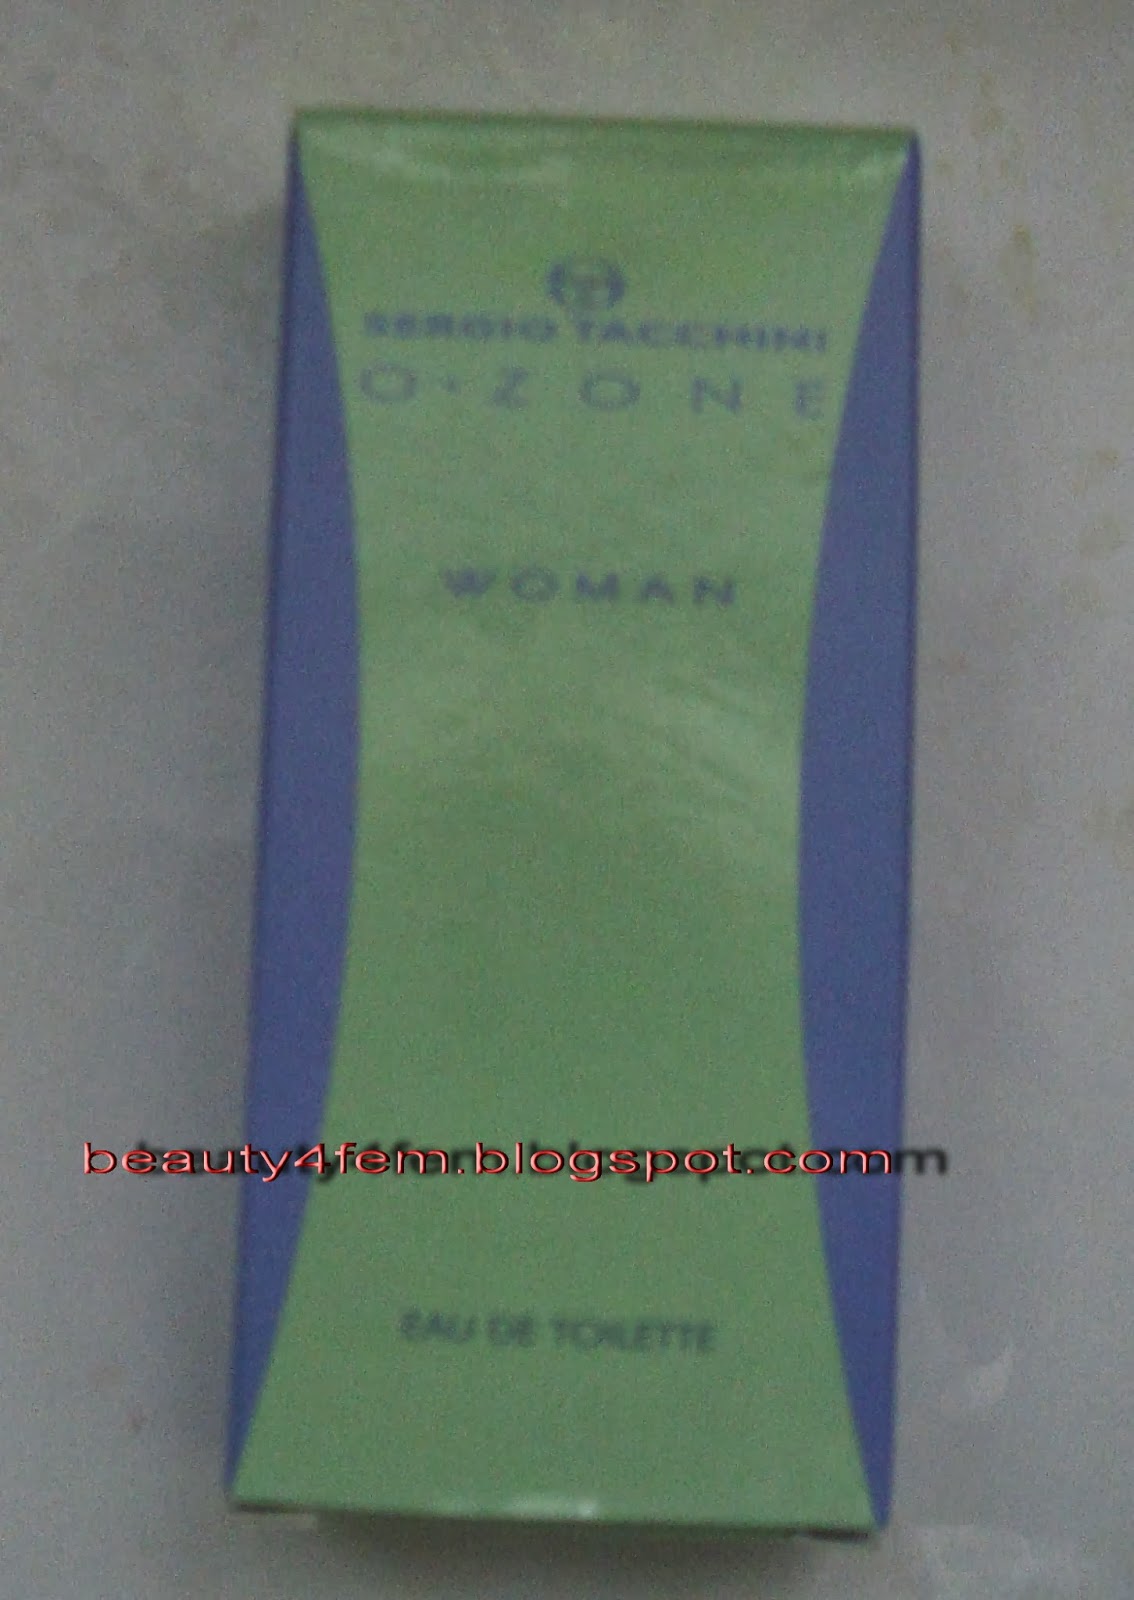 SERGIO TACCHINI
O·ZONE
WOMAN
beauty4fem.blogspot.com
EAU DE TOILETTE